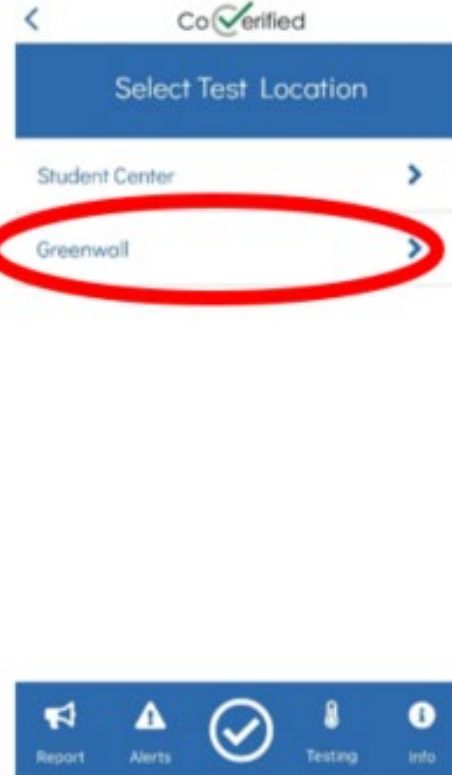 CoVerified
Select Test Location
Student Center
Greenwall
Report Alerts Testing Info